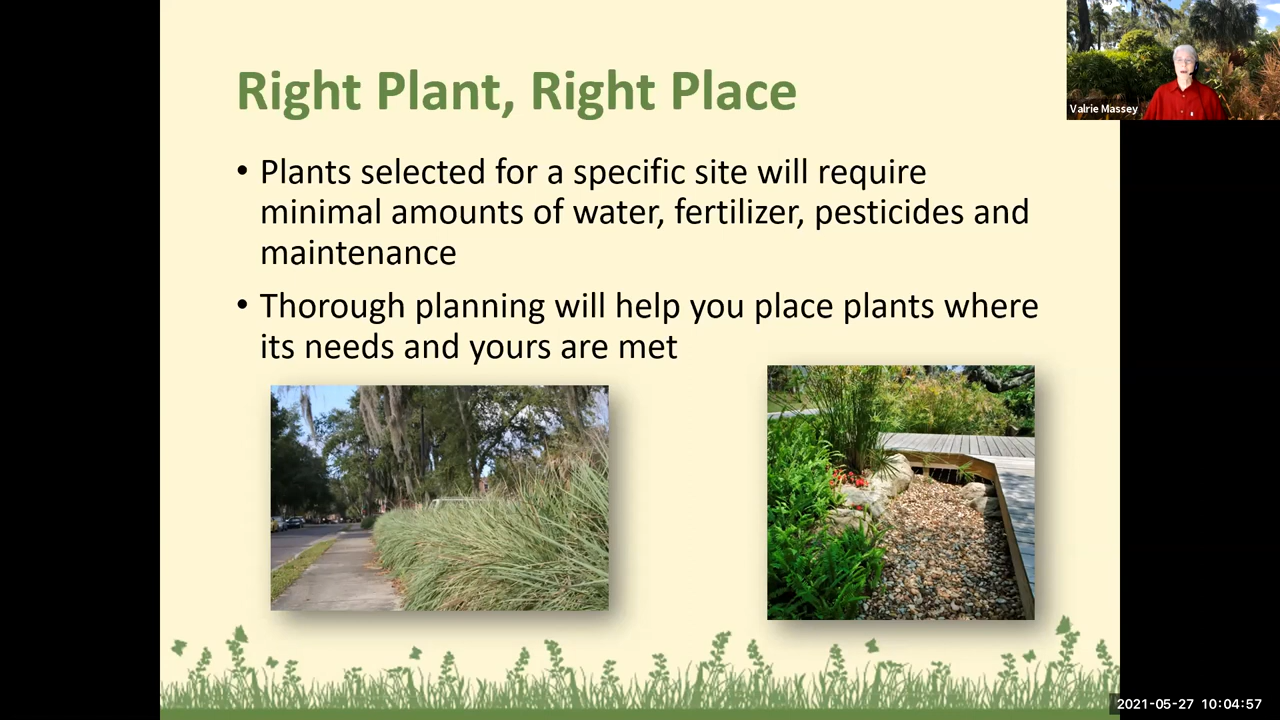 Right Plant, Right Place
• Plants selected for a specific site will require
minimal amounts of water, fertilizer, pesticides and
maintenance
• Thorough planning will help you place plants where
its needs and yours are met
Valrie Massey
2021-05-27 10:04:57